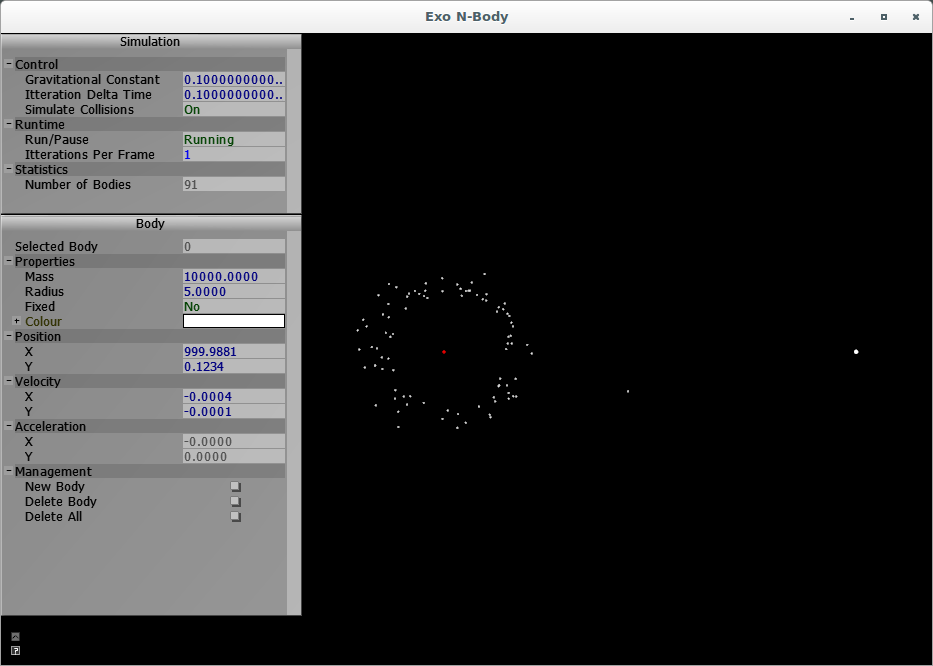 Exo N-Body
Simulation
Control
Gravitational Constant 0.1000000000..
Itteration Delta Time 0.1000000000..
Simulate Collisions On
Runtime
Run/Pause Running
Itterations Per Frame 1
Statistics
Number of Bodies 91
Body
Selected Body 0
Properties
Mass 10000.0000
Radius 5.0000
Fixed No
Colour
Position
X 999.9881
Y 0.1234
Velocity
X -0.0004
Y -0.0001
Acceleration
X -0.0000
Y 0.0000
Management
New Body
Delete Body
Delete All
?